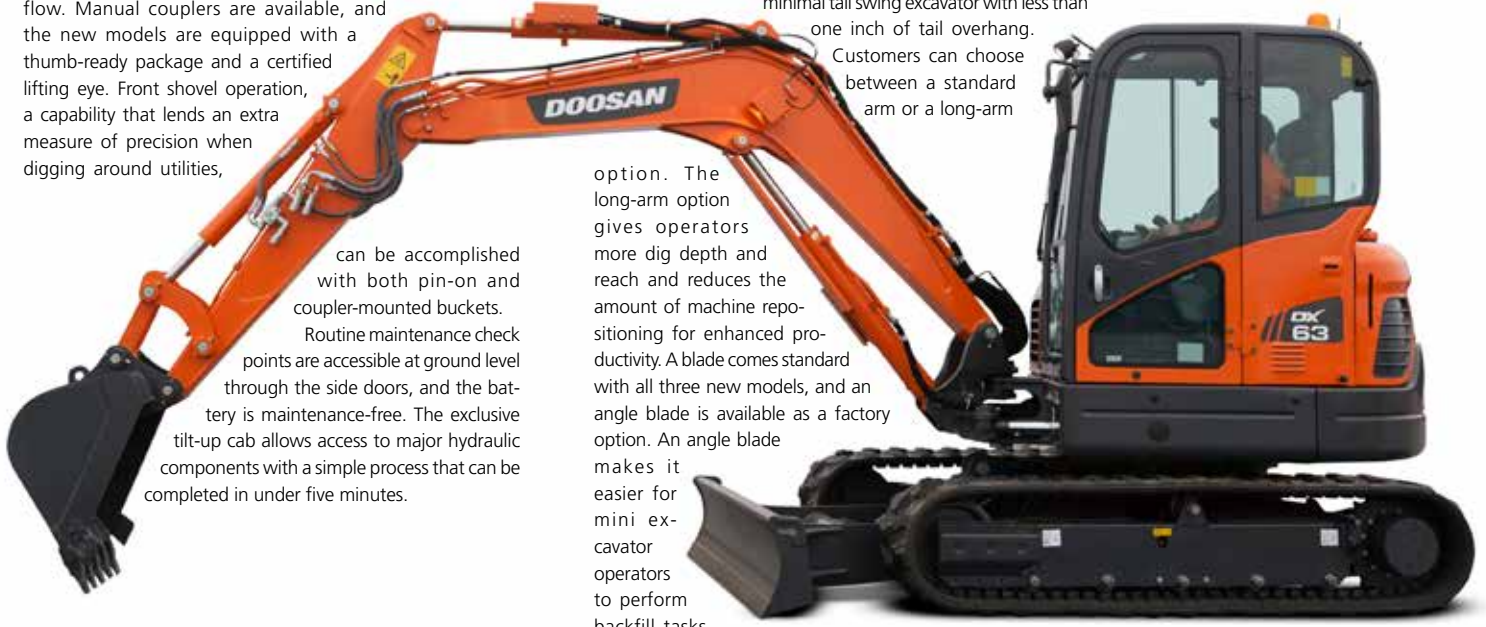 flow. Manual couplers are available, and
the new models are equipped with a
thumb-ready package and a certified
lifting eye. Front shovel operation,
a capability that lends an extra
measure of precision when
digging around utilities,
can be accomplished
with both pin-on and
coupler-mounted buckets.
Routine maintenance check
points are accessible at ground level
through the side doors, and the bat-
tery is maintenance-free. The exclusive
tilt-up cab allows access to major hydraulic
components with a simple process that can be
completed in under five minutes.
minimal tail swing excavator with less than
one inch of tail overhang.
Customers can choose
between a standard
arm or a long-arm
option. The
long-arm option
gives operators
more dig depth and
reach and reduces the
amount of machine repo-
sitioning for enhanced pro-
ductivity. A blade comes standard
with all three new models, and an
angle blade is available as a factory
option. An angle blade
makes it
easier for
mini ex-
cavator
operators
to perform
backfill tasks
DOOSAN
DX
63